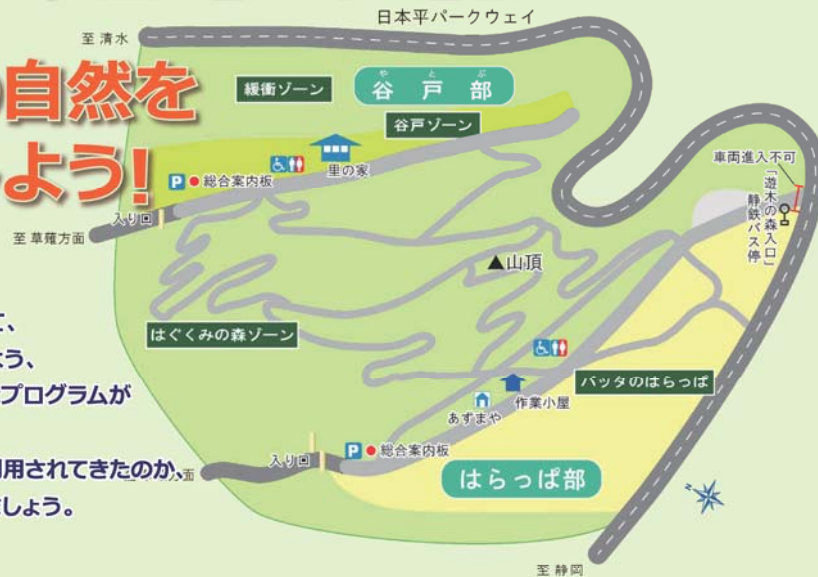 日本平パークウェイ
至 清水
自然を
よう!
緩衝ゾーン
やとぶ
谷戸部
谷戸ゾーン
里の家
P
総合案内板
入り口
至 草薙方面
車両進入不可
「遊木の森入口」
静鉄バス停
▲山頂
はぐくみの森ゾーン
う、
プログラムが
バッタのはらっぱ
作業小屋
あずまや
P
総合案内板
入り口
方面
用されてきたのか、
しょう。
はらっぱ部
N
至 静岡